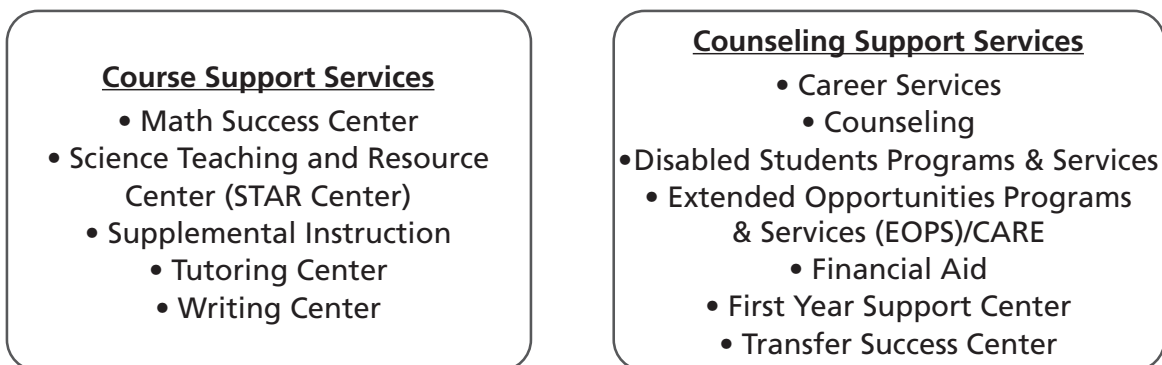 Course Support Services
• Math Success Center
• Science Teaching and Resource
Center (STAR Center)
• Supplemental Instruction
• Tutoring Center
• Writing Center
Counseling Support Services
• Career Services
• Counseling
•Disabled Students Programs & Services
• Extended Opportunities Programs
& Services (EOPS)/CARE
• Financial Aid
• First Year Support Center
• Transfer Success Center